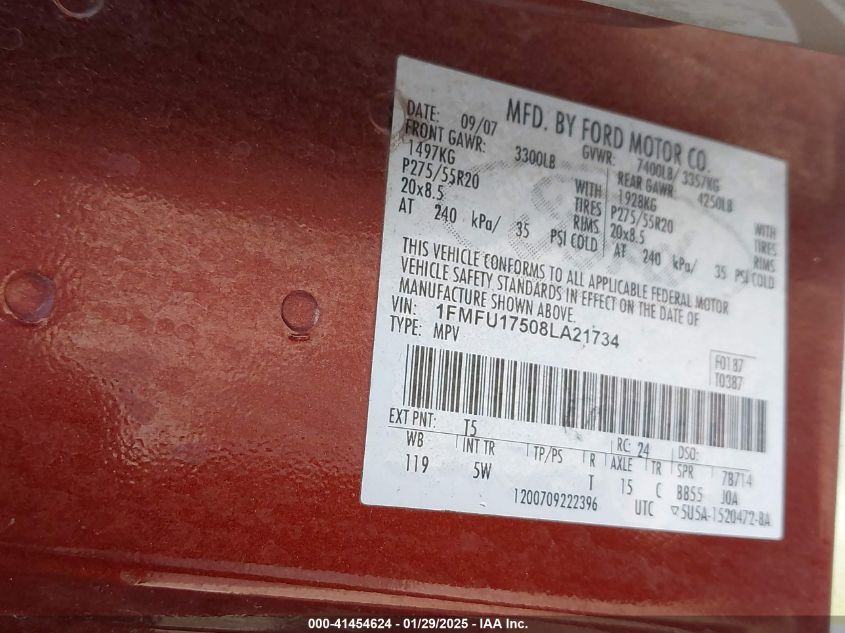 MFD. BY FORD MOTOR CO.
DATE: 09/07 GVWR: 7400LB/ 3357KG
FRONT GAWR: 3300LB REAR GAWR: 4250LB
1497KG WITH 1928KG WITH
P275/55R20 TIRES P275/55R20 TIRES
20x8.5 RIMS 20x8.5 RIMS
AT 240 kPa/ 35 PSI COLD AT 240 kPa/ 35 PSI COLD
THIS VEHICLE CONFORMS TO ALL APPLICABLE FEDERAL MOTOR
VEHICLE SAFETY STANDARDS IN EFFECT ON THE DATE OF
MANUFACTURE SHOWN ABOVE.
VIN: 1FMFU17508LA21734
TYPE: MPV
F0187
T0387
EXT PNT: T5 RC: 24 DSO:
WB INT TR TP/PS R AXLE TR SPR 7B714
119 5W T 15 C BB55 JOA
1200709222396 UTC ▽5U5A-1520472-BA
000-41454624 - 01/29/2025 - © IAA Inc.